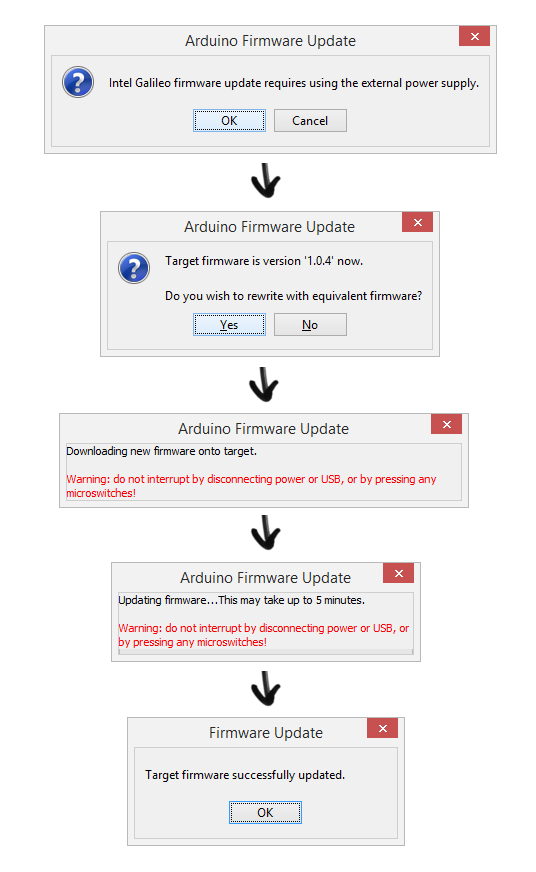 Arduino Firmware Update
Intel Galileo firmware update requires using the external power supply.
OK
Cancel
Arduino Firmware Update
Target firmware is version '1.0.4' now.
Do you wish to rewrite with equivalent firmware?
Yes
No
Arduino Firmware Update
Downloading new firmware onto target.
Warning: do not interrupt by disconnecting power or USB, or by pressing any
microswitches!
Arduino Firmware Update
Updating firmware...This may take up to 5 minutes.
Warning: do not interrupt by disconnecting power or USB, or
by pressing any microswitches!
Firmware Update
Target firmware successfully updated.
OK